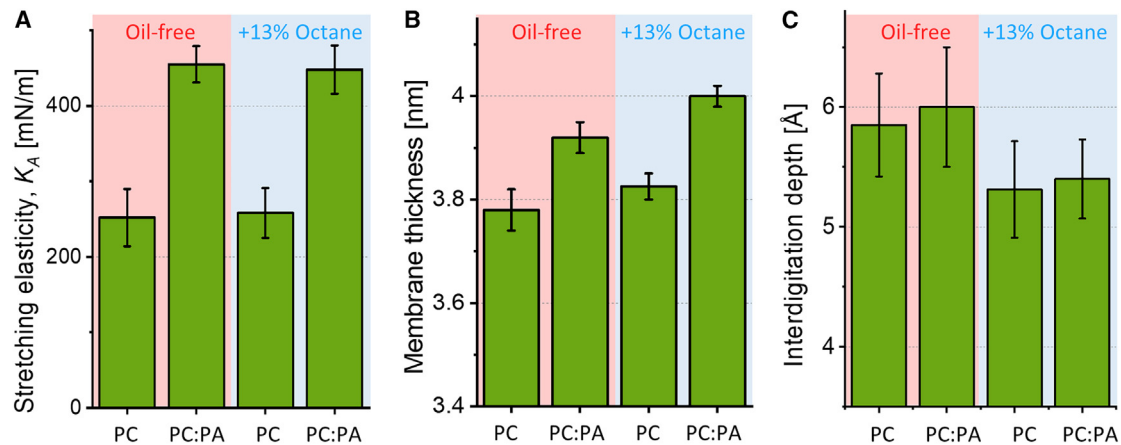 A
Oil-free +13% Octane
Stretching elasticity, K_A [mN/m]
400
200
0
PC PC:PA PC PC:PA
B
Oil-free +13% Octane
Membrane thickness [nm]
4
3.8
3.6
3.4
PC PC:PA PC PC:PA
C
Oil-free +13% Octane
Interdigitation depth [Å]
6
5
4
PC PC:PA PC PC:PA